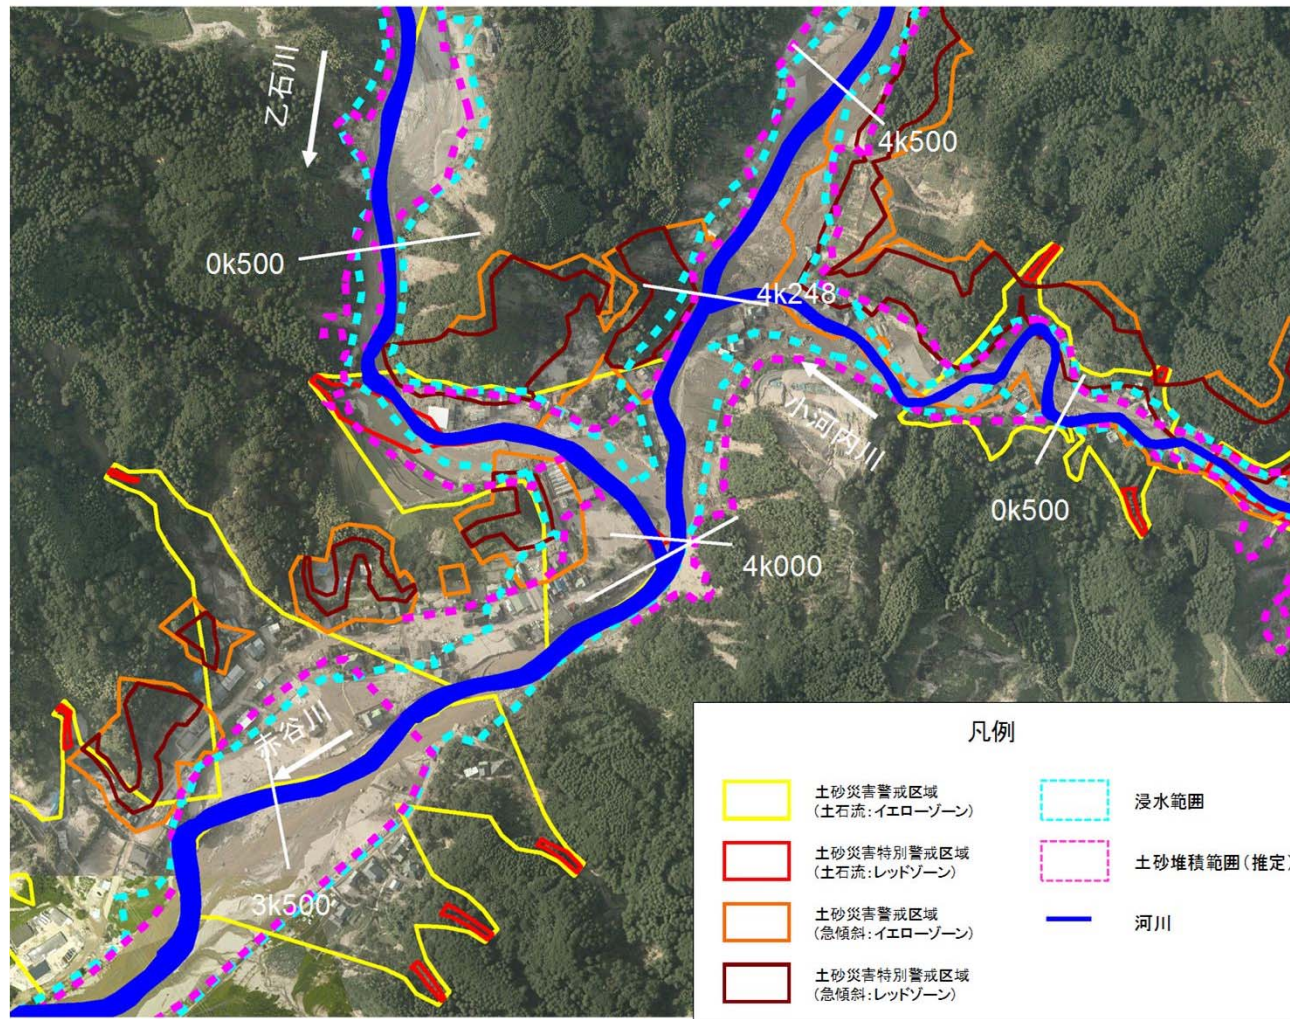 乙石川
4k500
0k500
4k248
小河内川
0k500
4k000
赤谷川
3k500
凡例
土砂災害警戒区域
(土石流:イエローゾーン)
土砂災害特別警戒区域
(土石流:レッドゾーン)
土砂災害警戒区域
(急傾斜:イエローゾーン)
土砂災害特別警戒区域
(急傾斜:レッドゾーン)
浸水範囲
土砂堆積範囲(推定)
河川